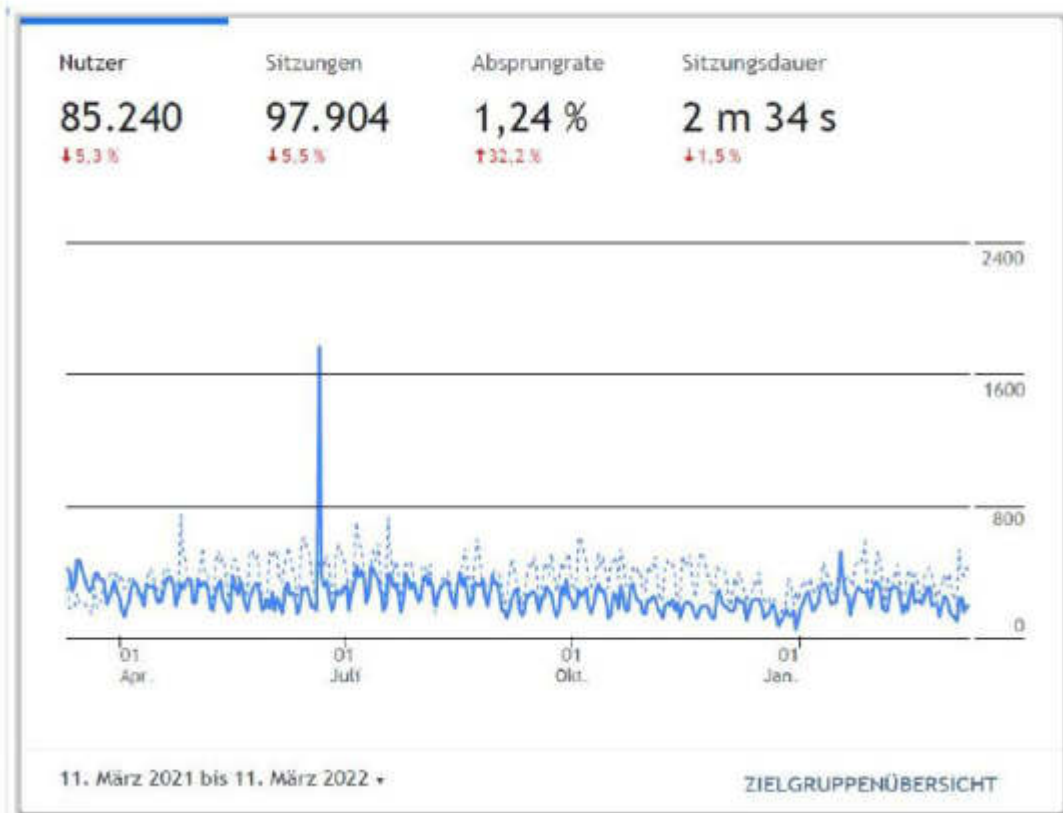 Nutzer Sitzungen Absprungrate Sitzungsdauer
85.240 97.904 1,24 % 2 m 34 s
↓5,3 % ↓5,5 % ↑32,2 % ↓1,5 %
2400
1600
800
0
01 01 01 01
Apr. Juli Okt. Jan.
11. März 2021 bis 11. März 2022 ▾ ZIELGRUPPENÜBERSICHT